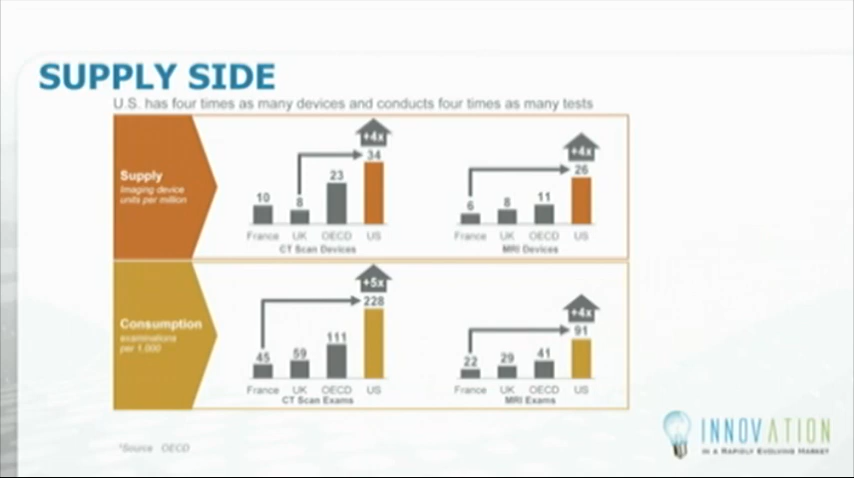 SUPPLY SIDE
U.S. has four times as many devices and conducts four times as many tests
Supply
Imaging device
units per million
10
8
23
34
+4x
France
UK
OECD
US
CT Scan Devices
6
8
11
26
+4x
France
UK
OECD
US
MRI Devices
Consumption
examinations
per 1,000
45
59
111
228
+5x
France
UK
OECD
US
CT Scan Exams
22
29
41
91
+4x
France
UK
OECD
US
MRI Exams
*Source OECD
INNOVATION
IN A RAPIDLY EVOLVING MARKET